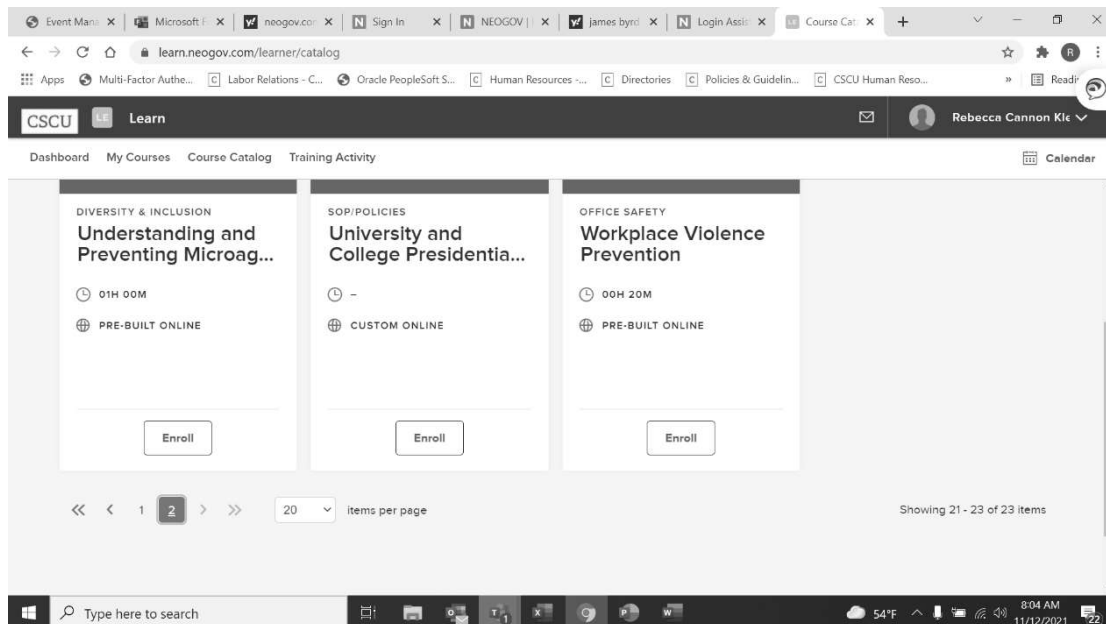 Event Mana
Microsoft F
neogov.con
Sign In
NEOGOV | L
james byrd
Login Assis
Course Cat
learn.neogov.com/learner/catalog
R
Apps
Multi-Factor Authe...
Labor Relations - C...
Oracle PeopleSoft S...
Human Resources -...
Directories
Policies & Guidelin...
CSCU Human Reso...
»
Readi
CSCU
LE
Learn
Rebecca Cannon Kle
Dashboard
My Courses
Course Catalog
Training Activity
Calendar
DIVERSITY & INCLUSION
Understanding and
Preventing Microag...
01H 00M
PRE-BUILT ONLINE
Enroll
SOP/POLICIES
University and
College Presidentia...
–
CUSTOM ONLINE
Enroll
OFFICE SAFETY
Workplace Violence
Prevention
00H 20M
PRE-BUILT ONLINE
Enroll
1 2
20
items per page
Showing 21 - 23 of 23 items
Type here to search
54°F
8:04 AM
11/12/2021
22